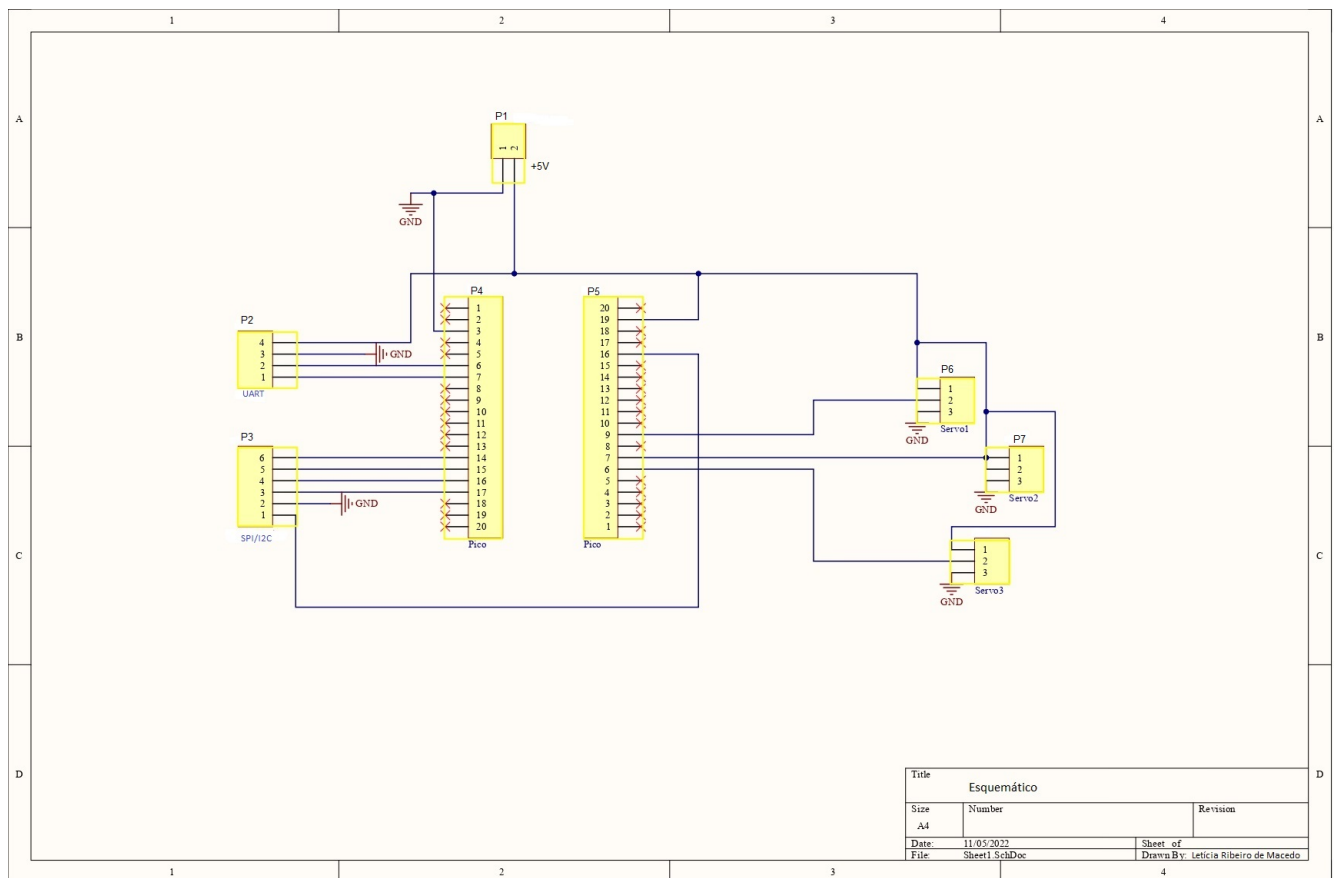 1 2 3 4
A A
P1
1 2
+5V
GND
B B
P4 P5
P2
4
3 GND
2
1
UART
1
2
3
4
5
6
7
8
9
10
11
12
13
14
15
16
17
18
19
20
Pico
20
19
18
17
16
15
14
13
12
11
10
9
8
7
6
5
4
3
2
1
Pico
P6
1
2
3
GND Servo1
P3
6
5
4
3
2 GND
1
SPI/I2C
P7
1
2
3
GND Servo2
C C
1
2
3
GND Servo3
D D
Title
Esquemático
Size Number Revision
A4
Date: 11/05/2022 Sheet of
File: Sheet1.SchDoc Drawn By: Letícia Ribeiro de Macedo
1 2 3 4